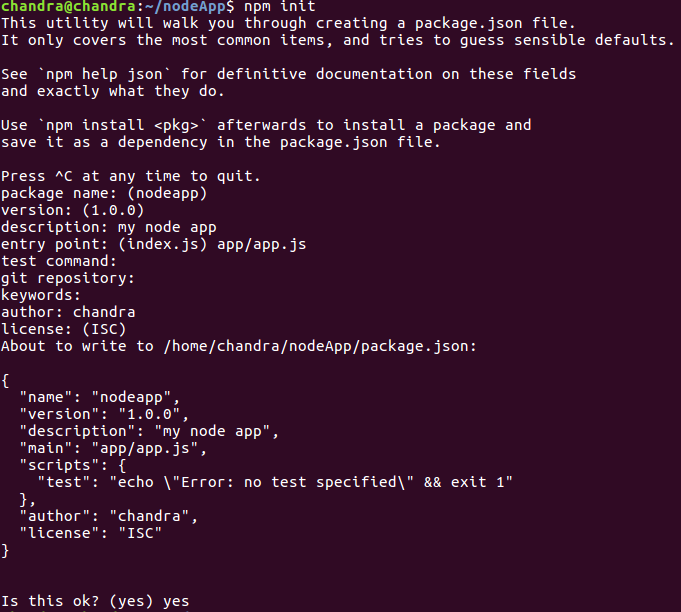 chandra@chandra:~/nodeApp$ npm init
This utility will walk you through creating a package.json file.
It only covers the most common items, and tries to guess sensible defaults.

See `npm help json` for definitive documentation on these fields
and exactly what they do.

Use `npm install <pkg>` afterwards to install a package and
save it as a dependency in the package.json file.

Press ^C at any time to quit.
package name: (nodeapp)
version: (1.0.0)
description: my node app
entry point: (index.js) app/app.js
test command:
git repository:
keywords:
author: chandra
license: (ISC)
About to write to /home/chandra/nodeApp/package.json:

{
  "name": "nodeapp",
  "version": "1.0.0",
  "description": "my node app",
  "main": "app/app.js",
  "scripts": {
    "test": "echo \"Error: no test specified\" && exit 1"
  },
  "author": "chandra",
  "license": "ISC"
}


Is this ok? (yes) yes